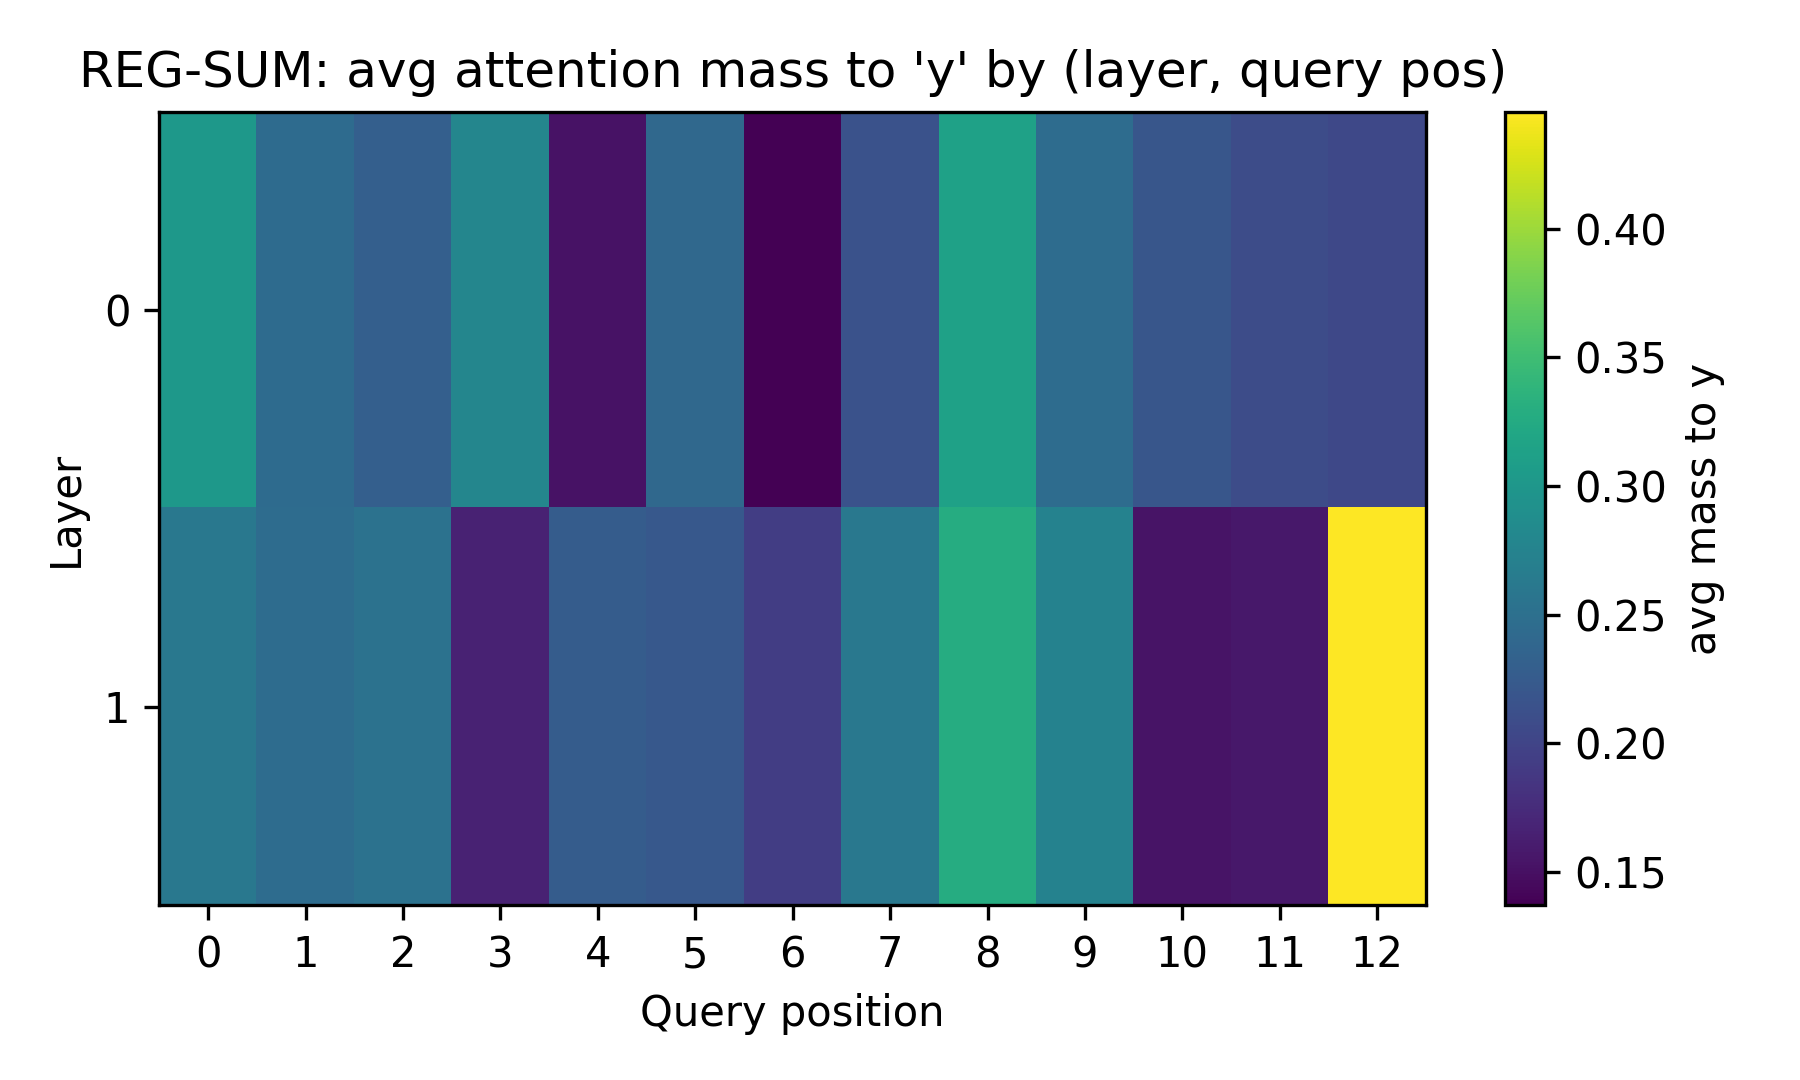 REG-SUM: avg attention mass to 'y' by (layer, query pos)
Layer
0
1
0 1 2 3 4 5 6 7 8 9 10 11 12
Query position
0.40
0.35
0.30
0.25
0.20
0.15
avg mass to y